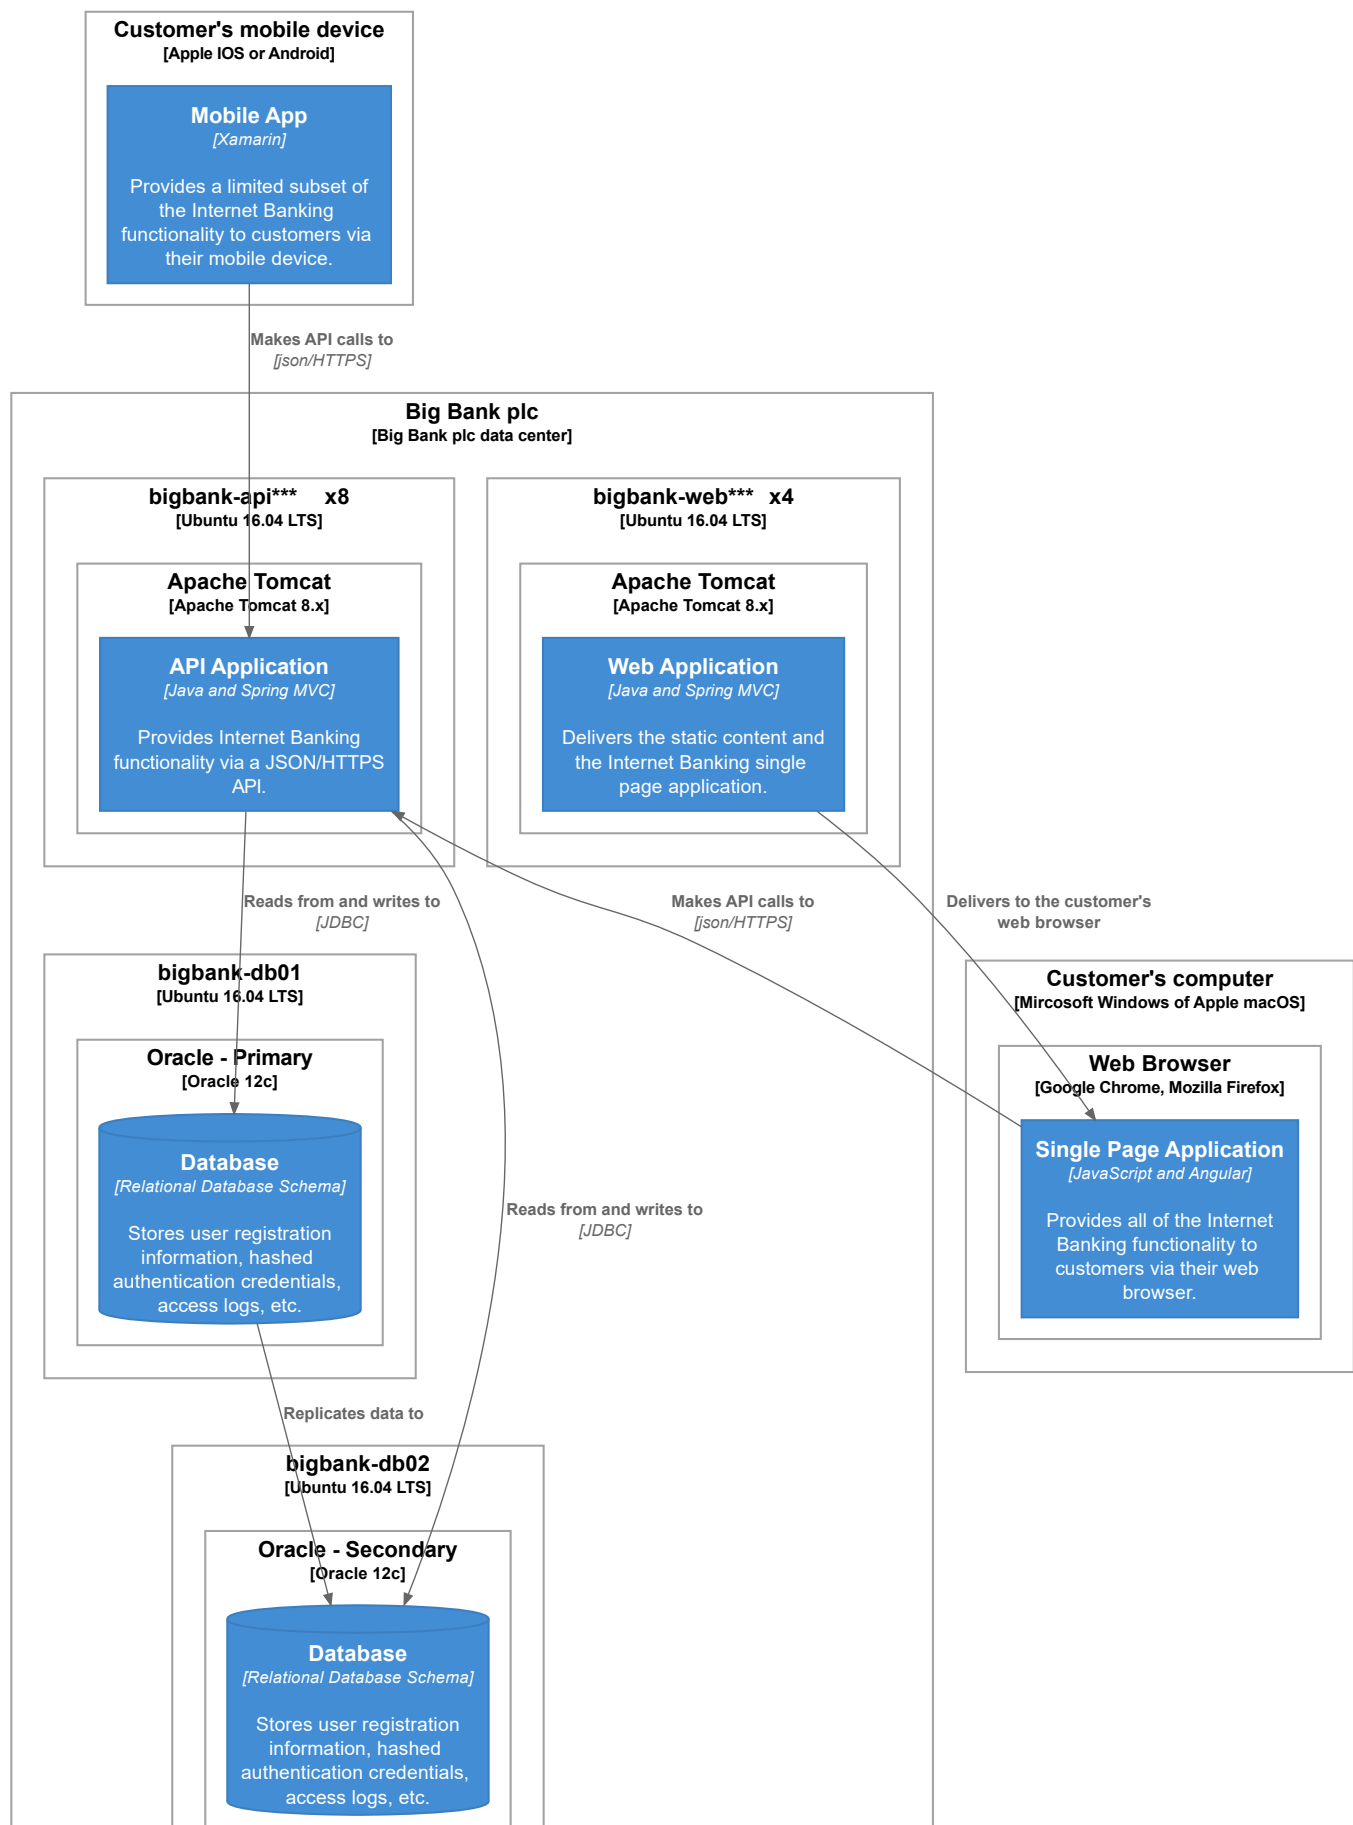 Customer's mobile device
[Apple IOS or Android]
Mobile App
[Xamarin]
Provides a limited subset of
the Internet Banking
functionality to customers via
their mobile device.
Makes API calls to
[json/HTTPS]
Big Bank plc
[Big Bank plc data center]
bigbank-api*** x8
[Ubuntu 16.04 LTS]
Apache Tomcat
[Apache Tomcat 8.x]
API Application
[Java and Spring MVC]
Provides Internet Banking
functionality via a JSON/HTTPS
API.
bigbank-web*** x4
[Ubuntu 16.04 LTS]
Apache Tomcat
[Apache Tomcat 8.x]
Web Application
[Java and Spring MVC]
Delivers the static content and
the Internet Banking single
page application.
Reads from and writes to
[JDBC]
Makes API calls to
[json/HTTPS]
Delivers to the customer's
web browser
bigbank-db01
[Ubuntu 16.04 LTS]
Oracle - Primary
[Oracle 12c]
Database
[Relational Database Schema]
Stores user registration
information, hashed
authentication credentials,
access logs, etc.
Reads from and writes to
[JDBC]
Customer's computer
[Mircosoft Windows of Apple macOS]
Web Browser
[Google Chrome, Mozilla Firefox]
Single Page Application
[JavaScript and Angular]
Provides all of the Internet
Banking functionality to
customers via their web
browser.
Replicates data to
bigbank-db02
[Ubuntu 16.04 LTS]
Oracle - Secondary
[Oracle 12c]
Database
[Relational Database Schema]
Stores user registration
information, hashed
authentication credentials,
access logs, etc.